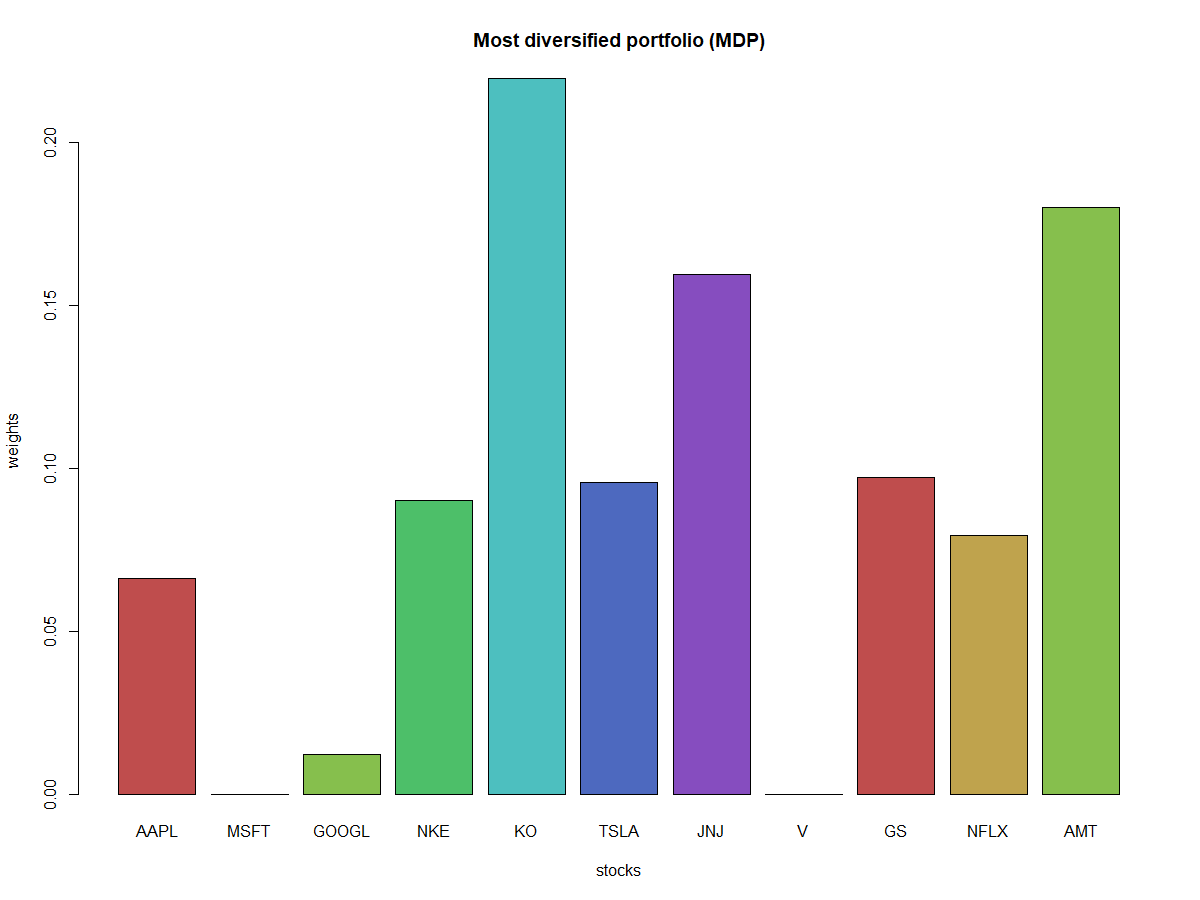 Most diversified portfolio (MDP)
weights
0.20
0.15
0.10
0.05
0.00
AAPL MSFT GOOGL NKE KO TSLA JNJ V GS NFLX AMT
stocks